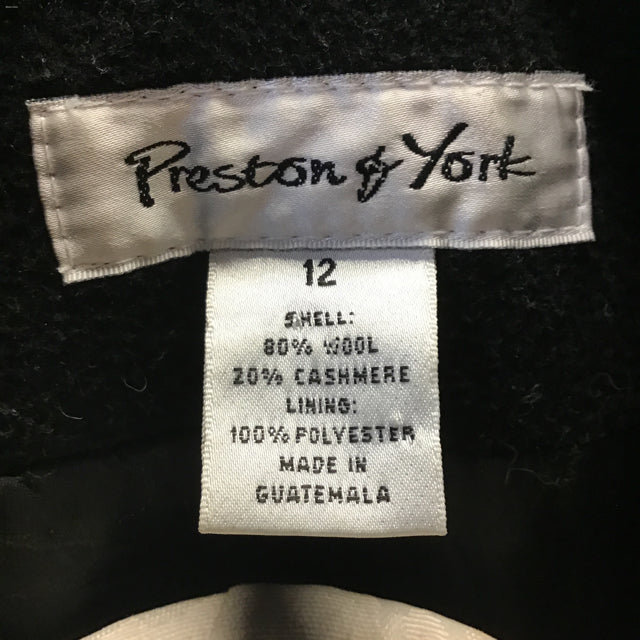 Preston & York
12
SHELL:
80% WOOL
20% CASHMERE
LINING:
100% POLYESTER
MADE IN
GUATEMALA